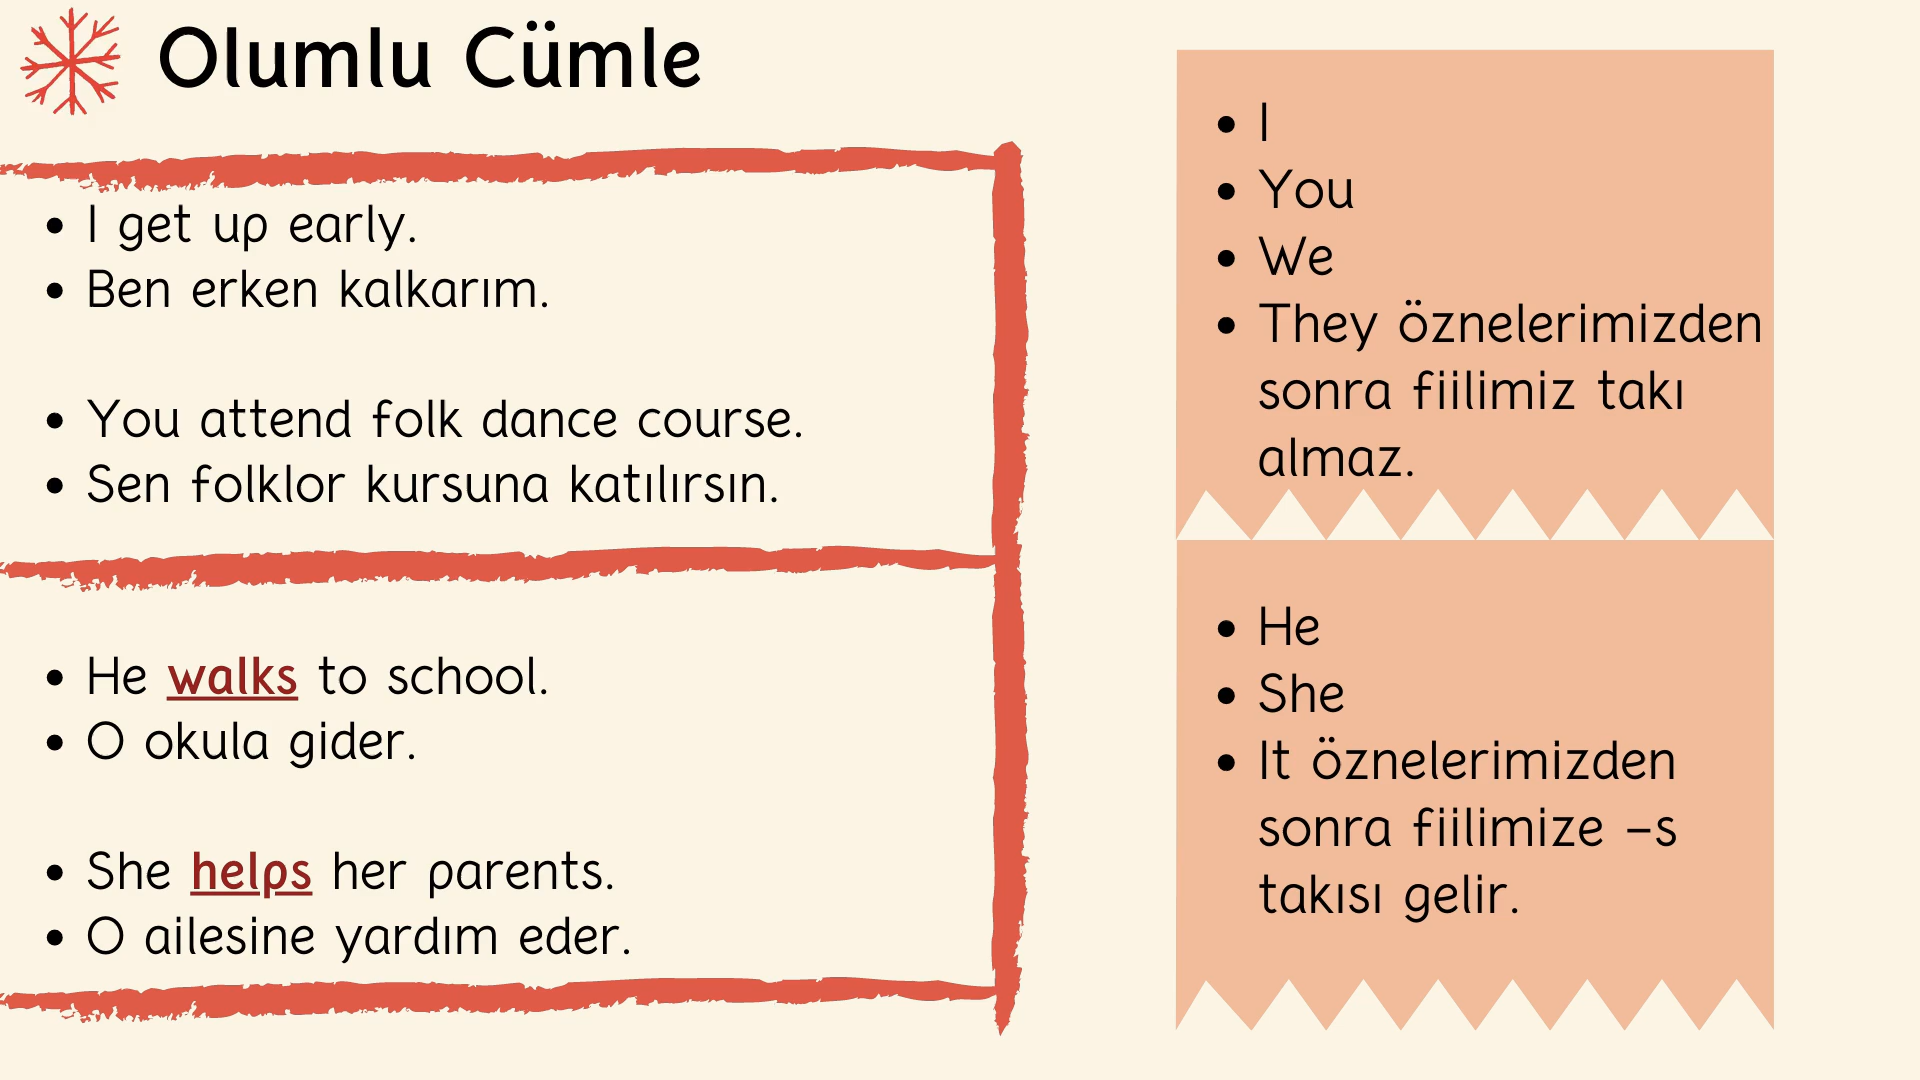 Olumlu Cümle
• I get up early.
• Ben erken kalkarım.
• You attend folk dance course.
• Sen folklor kursuna katılırsın.
• He walks to school.
• O okula gider.
• She helps her parents.
• O ailesine yardım eder.
• I
• You
• We
• They öznelerimizden
sonra fiilimiz takı
almaz.
• He
• She
• It öznelerimizden
sonra fiilimize –s
takısı gelir.